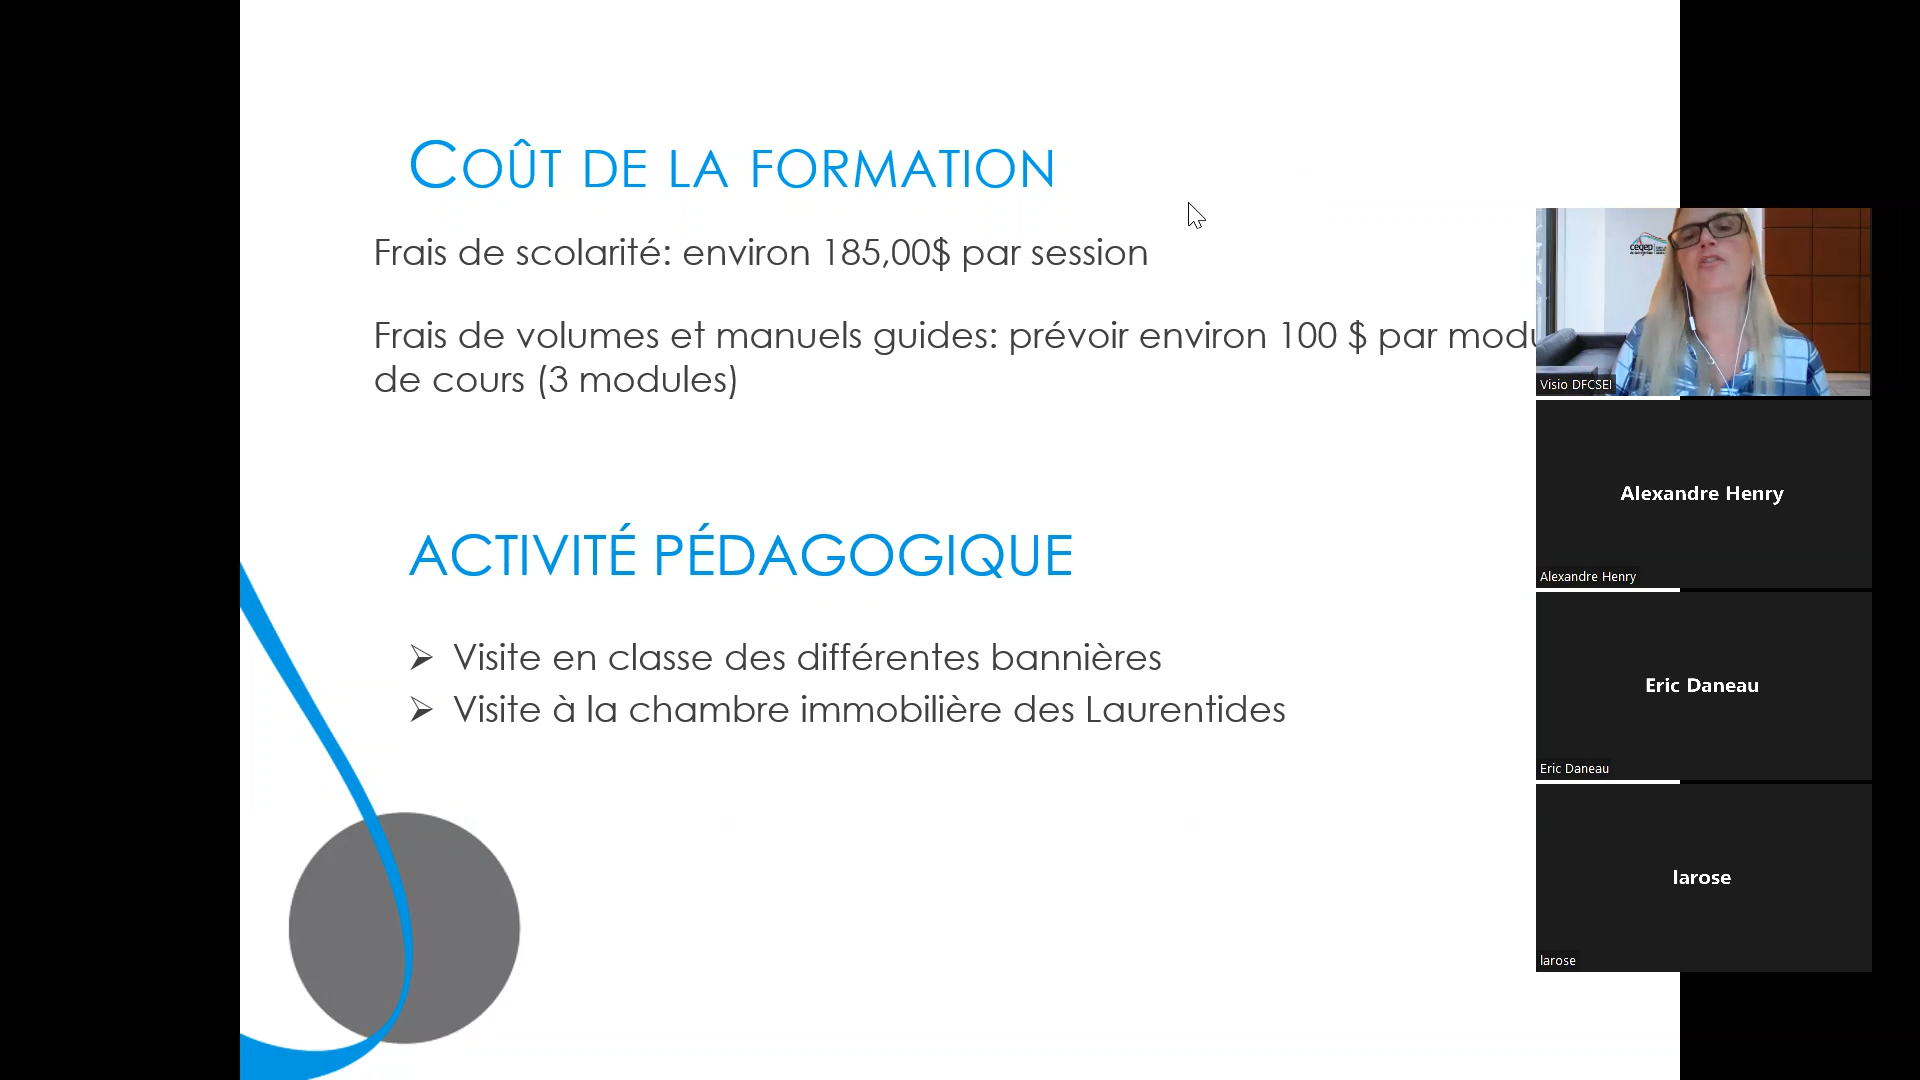 COÛT DE LA FORMATION
Frais de scolarité: environ 185,00$ par session
Frais de volumes et manuels guides: prévoir environ 100 $ par modu
de cours (3 modules)
ACTIVITÉ PÉDAGOGIQUE
Visite en classe des différentes bannières
Visite à la chambre immobilière des Laurentides
cégep
Visio DFCSEI
Alexandre Henry
Alexandre Henry
Eric Daneau
Eric Daneau
larose
larose